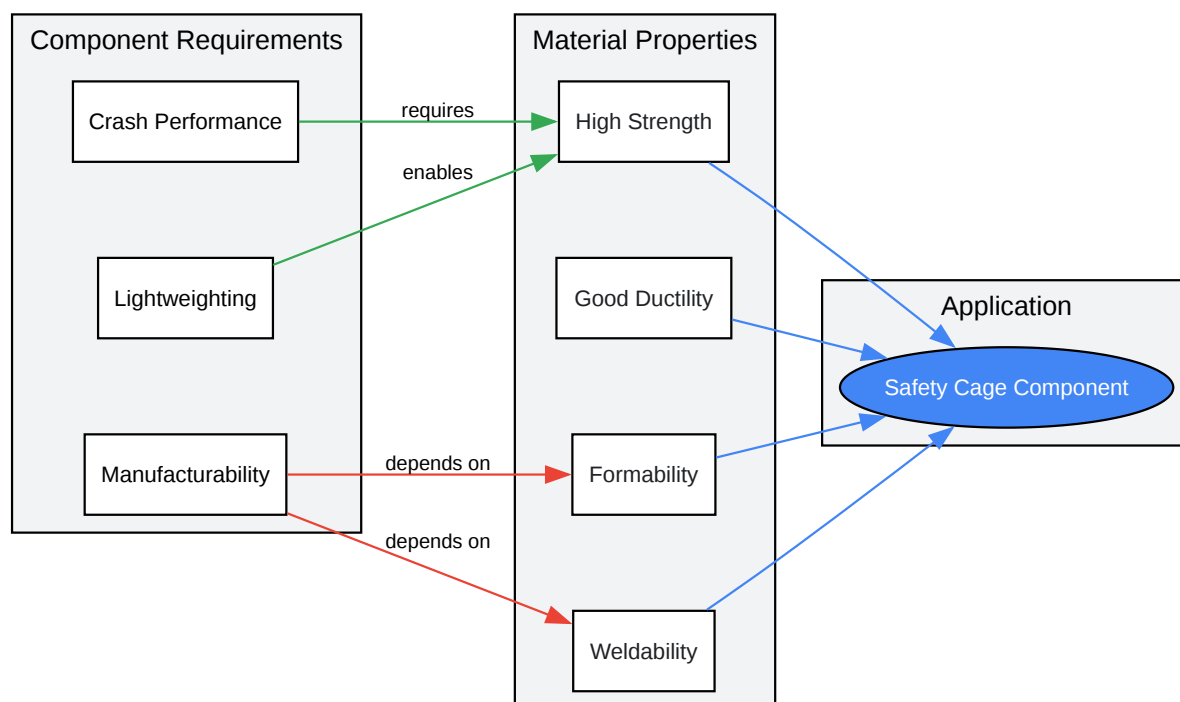 Component Requirements
Crash Performance
Lightweighting
Manufacturability
requires
enables
depends on
depends on
Material Properties
High Strength
Good Ductility
Formability
Weldability
Application
Safety Cage Component